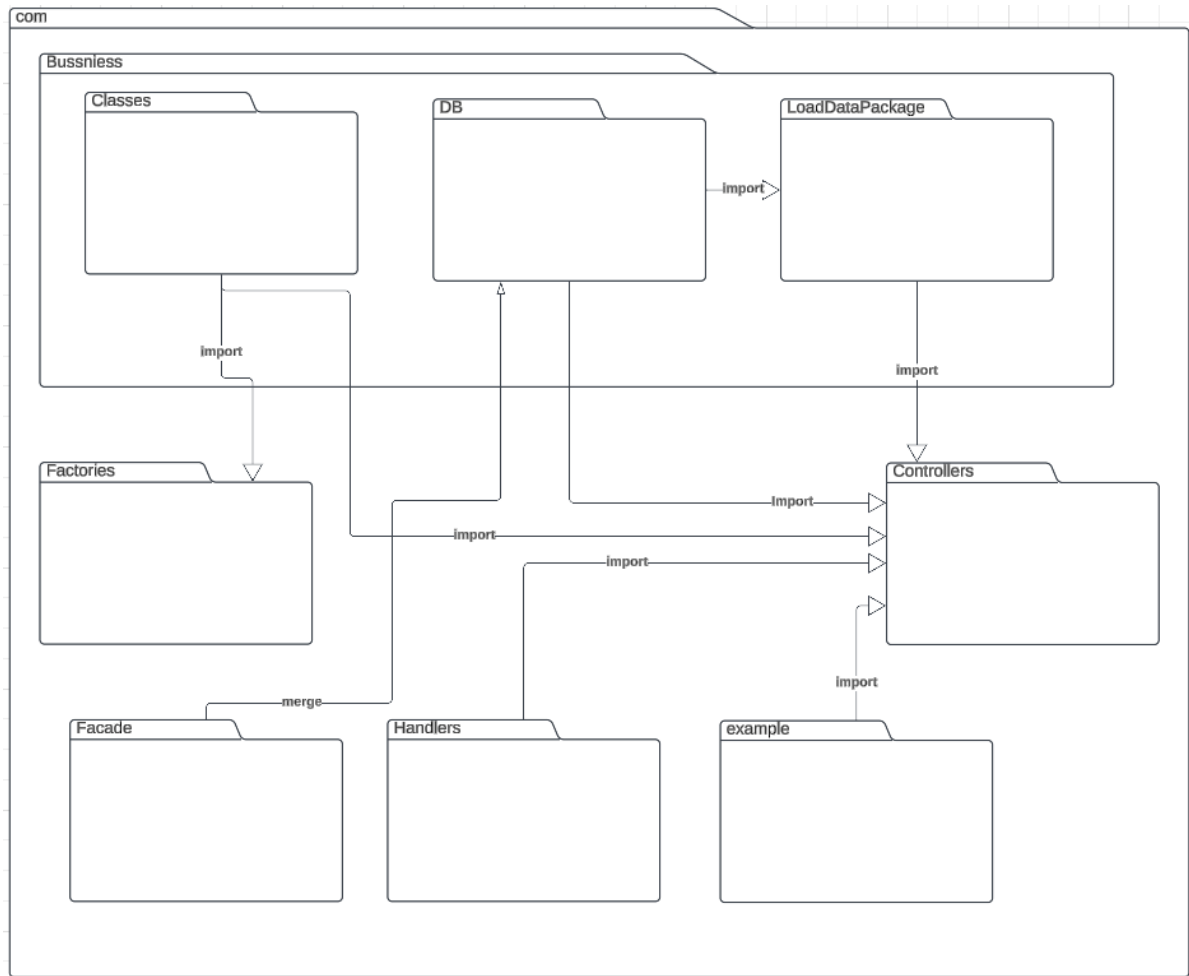 com
Bussniess
Classes
DB
LoadDataPackage
import
import
import
Factories
Controllers
Import
import
import
import
merge
Facade
Handlers
example